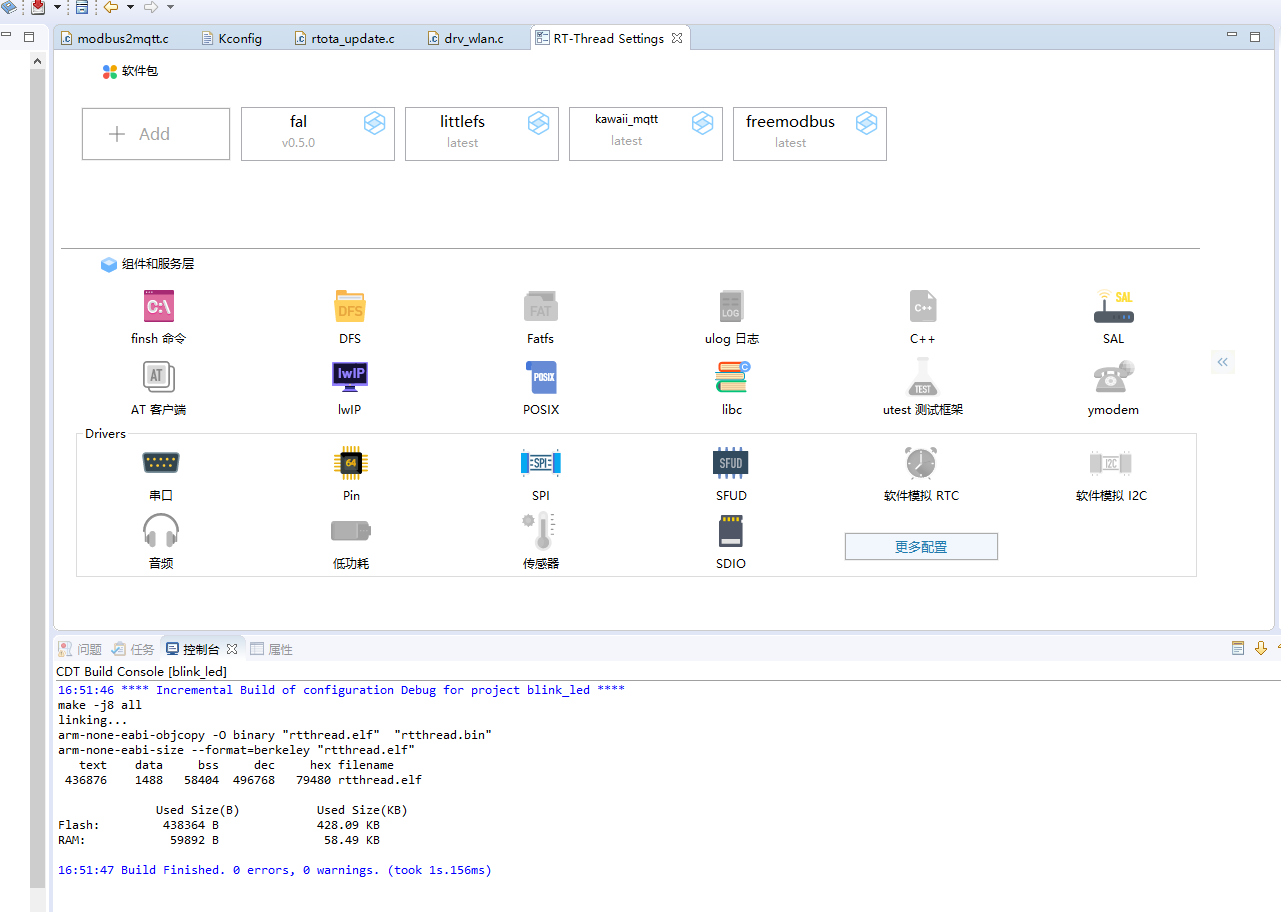 modbus2mqtt.c Kconfig rtota_update.c drv_wlan.c RT-Thread Settings
软件包
Add
fal
v0.5.0
littlefs
latest
kawaii_mqtt
latest
freemodbus
latest
组件和服务层
C:\ DFS FAT LOG C++ SAL
finsh 命令 DFS Fatfs ulog 日志 C++ SAL
AT lwIP POSIX C TEST
AT 客户端 lwIP POSIX libc utest 测试框架 ymodem
«
Drivers
64 SPI SFUD I2C
串口 Pin SPI SFUD 软件模拟 RTC 软件模拟 I2C
音频 低功耗 传感器 SDIO 更多配置
问题 任务 控制台 属性
CDT Build Console [blink_led]
16:51:46 **** Incremental Build of configuration Debug for project blink_led ****
make -j8 all
linking...
arm-none-eabi-objcopy -O binary "rtthread.elf"  "rtthread.bin"
arm-none-eabi-size --format=berkeley "rtthread.elf"
text data bss dec hex filename
436876 1488 58404 496768 79480 rtthread.elf
Used Size(B) Used Size(KB)
Flash: 438364 B 428.09 KB
RAM: 59892 B 58.49 KB
16:51:47 Build Finished. 0 errors, 0 warnings. (took 1s.156ms)